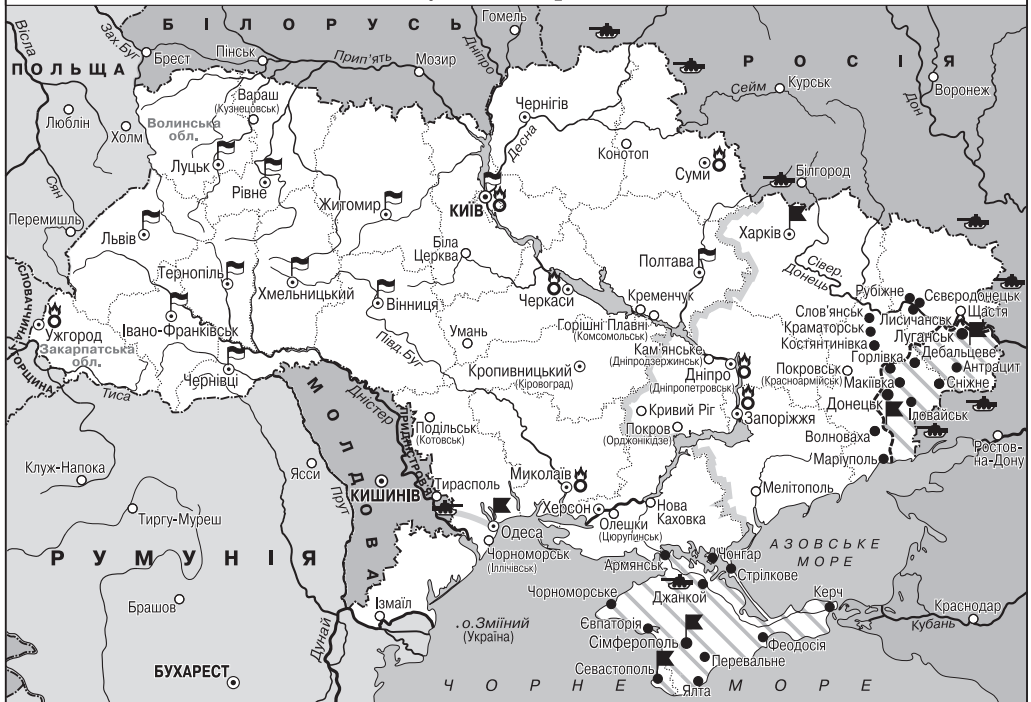 БІЛОРУСЬ
ПОЛЬЩА
РОСІЯ
Вісла
Зах. Буг
Брест
Пінськ
Прип'ять
Мозир
Дніпро
Гомель
Сейм
Курськ
Дон
Воронеж
Люблін
Холм
Волинська
обл.
Вараш
(Кузнецовськ)
Чернігів
Десна
Конотоп
Суми
Білгород
Луцьк
Рівне
Житомир
КИЇВ
Сян
Перемишль
Львів
Тернопіль
Хмельницький
Біла
Церква
Вінниця
Черкаси
Полтава
Харків
Сівер.
Донець
Кременчук
Горішні Плавні
(Комсомольськ)
Рубіжне
Сєвєродонецьк
Щастя
Лисичанськ
Луганськ
Слов'янськ
Краматорськ
Костянтинівка
Дебальцеве
Горлівка
Антрацит
Покровськ
(Красноармійськ)
Макіївка
Сніжне
Донецьк
Іловайськ
Волноваха
Маріуполь
Ростов-
на-Дону
СЛОВАЧЧИНА
УГОРЩИНА
Ужгород
Закарпатська
обл.
Івано-Франківськ
Чернівці
Тиса
Півд. Буг
Умань
Кропивницький
(Кіровоград)
Кам'янське
(Дніпродзержинськ)
Дніпро
(Дніпропетровськ)
Кривий Ріг
Запоріжжя
Покров
(Орджонікідзе)
МОЛДОВА
Дністер
ПРИДНІСТРОВ'Я
Подільськ
(Котовськ)
Миколаїв
Клуж-Напока
Ясси
Прут
КИШИНІВ
Тирасполь
Одеса
Херсон
Олешки
(Цюрупинськ)
Нова
Каховка
Мелітополь
Тиргу-Муреш
РУМУНІЯ
Чорноморськ
(Іллічівськ)
Армянськ
Чонгар
Стрілкове
АЗОВСЬКЕ
МОРЕ
Брашов
Ізмаїл
о.Зміїний
(Україна)
Чорноморське
Джанкой
Керч
Краснодар
Кубань
Євпаторія
Сімферополь
Феодосія
Севастополь
Перевальне
Ялта
БУХАРЕСТ
Дунай
ЧОРНЕ МОРЕ